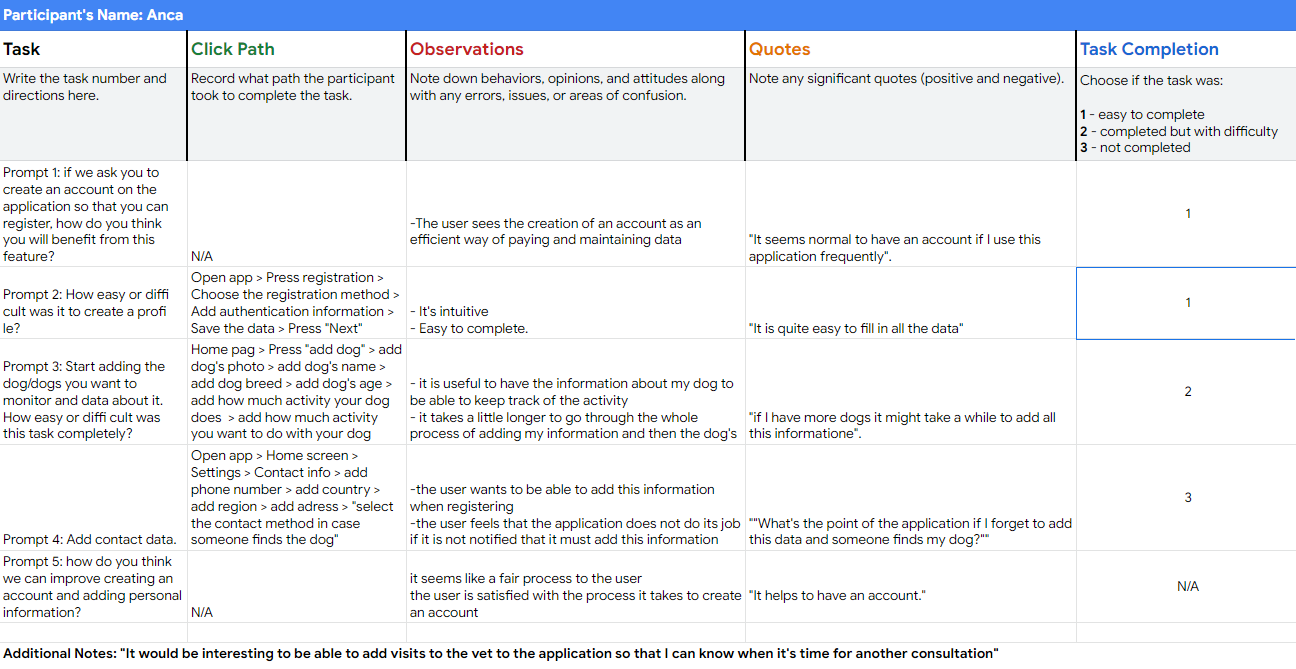 Participant's Name: Anca
Task
Click Path
Observations
Quotes
Task Completion
Write the task number and
directions here.
Record what path the participant
took to complete the task.
Note down behaviors, opinions, and attitudes along
with any errors, issues, or areas of confusion.
Note any significant quotes (positive and negative).
Choose if the task was:
1 - easy to complete
2 - completed but with difficulty
3 - not completed
Prompt 1: if we ask you to
create an account on the
application so that you can
register, how do you think
you will benefit from this
feature?
N/A
-The user sees the creation of an account as an
efficient way of paying and maintaining data
"It seems normal to have an account if I use this
application frequently".
1
Prompt 2: How easy or diffi
cult was it to create a profi
le?
Open app > Press registration >
Choose the registration method >
Add authentication information >
Save the data > Press "Next"
- It's intuitive
- Easy to complete.
"It is quite easy to fill in all the data"
1
Prompt 3: Start adding the
dog/dogs you want to
monitor and data about it.
How easy or diffi cult was
this task completely?
Home pag > Press "add dog" > add
dog's photo > add dog's name >
add dog breed > add dog's age >
add how much activity your dog
does > add how much activity
you want to do with your dog
- it is useful to have the information about my dog to
be able to keep track of the activity
- it takes a little longer to go through the whole
process of adding my information and then the dog's
"if I have more dogs it might take a while to add all
this informatione".
2
Prompt 4: Add contact data.
Open app > Home screen >
Settings > Contact info > add
phone number > add country >
add region > add adress > "select
the contact method in case
someone finds the dog"
-the user wants to be able to add this information
when registering
-the user feels that the application does not do its job
if it is not notified that it must add this information
""What's the point of the application if I forget to add
this data and someone finds my dog?""
3
Prompt 5: how do you think
we can improve creating an
account and adding personal
information?
N/A
it seems like a fair process to the user
the user is satisfied with the process it takes to create
an account
"It helps to have an account."
N/A
Additional Notes: "It would be interesting to be able to add visits to the vet to the application so that I can know when it's time for another consultation"